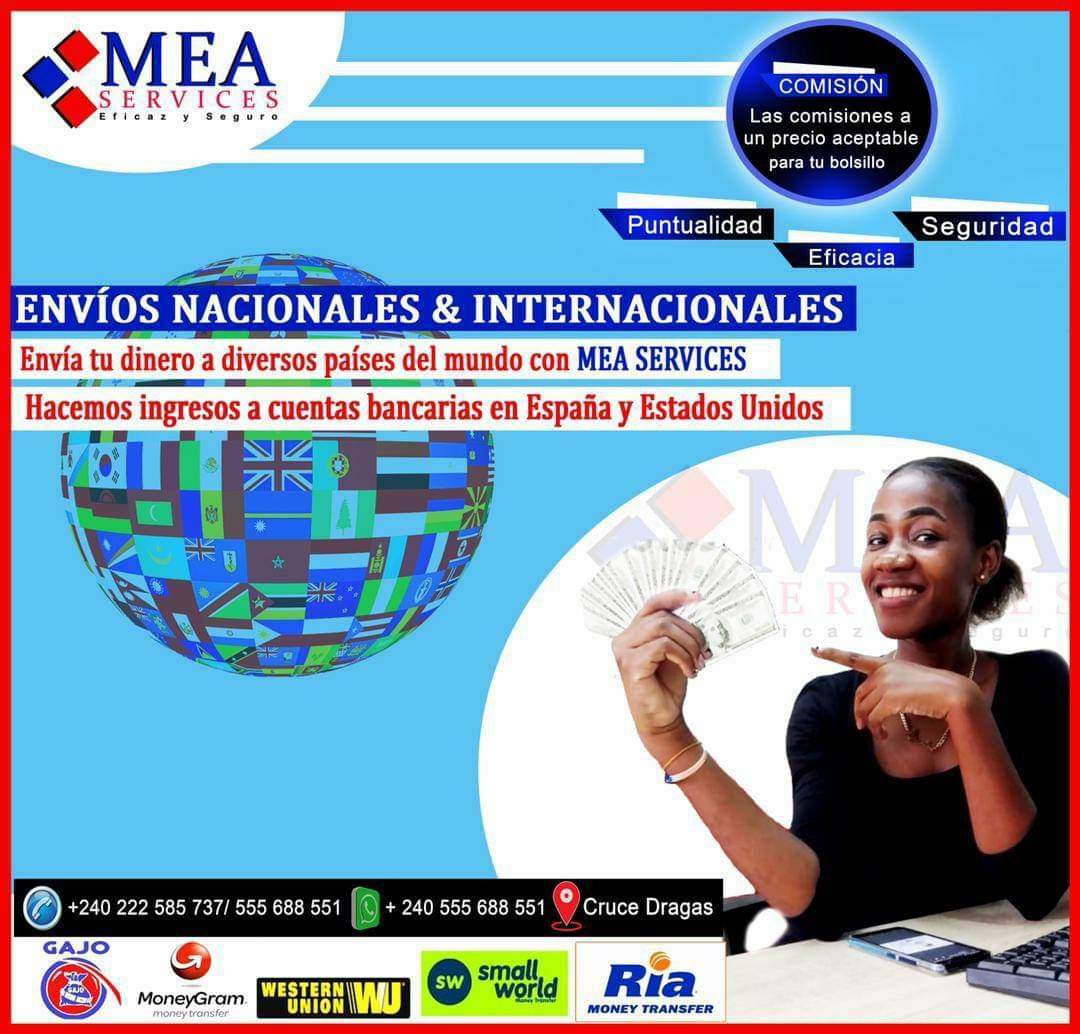 MEA
SERVICES
Eficaz y Seguro
COMISIÓN
Las comisiones a
un precio aceptable
para tu bolsillo
Puntualidad
Eficacia
Seguridad
ENVÍOS NACIONALES & INTERNACIONALES
Envía tu dinero a diversos países del mundo con MEA SERVICES
Hacemos ingresos a cuentas bancarias en España y Estados Unidos
+240 222 585 737/ 555 688 551
+ 240 555 688 551
Cruce Dragas
GAJO
GAJO
MoneyGram
money transfer
WESTERN
UNION WU
SW small
world
Money Transfer
Ria
MONEY TRANSFER